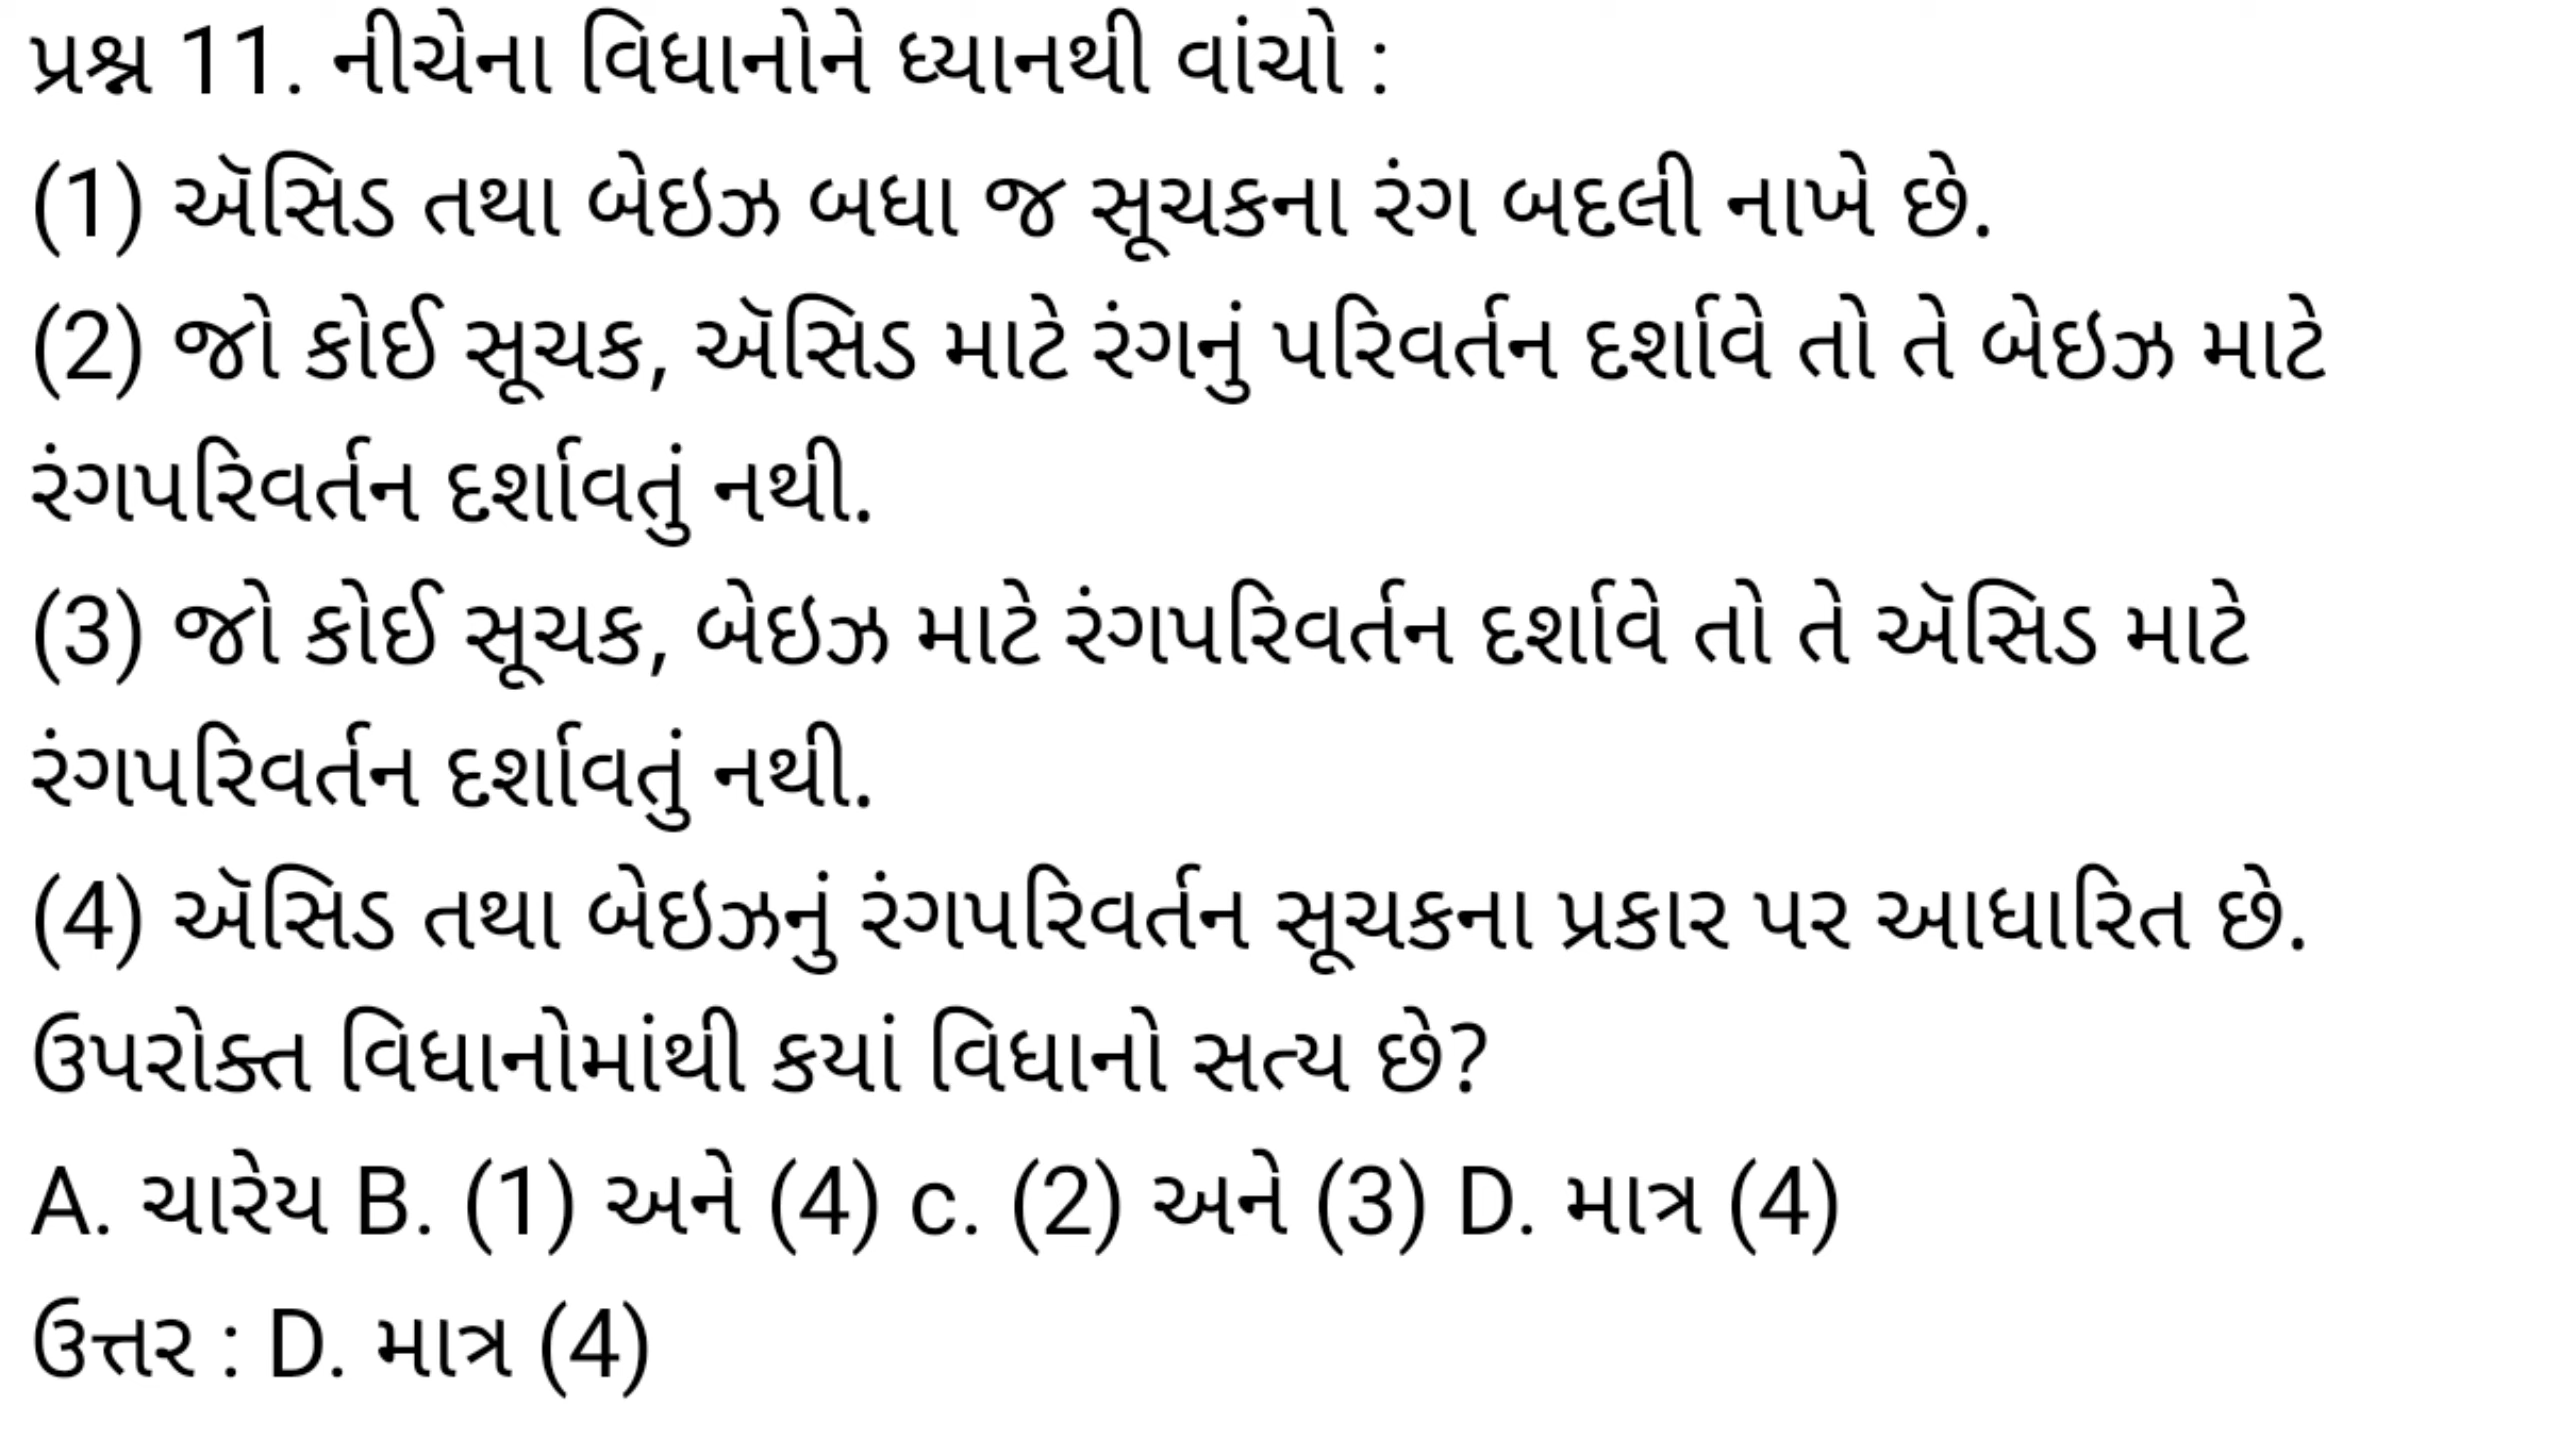 પ્રશ્ન 11. નીચેના વિધાનોને ધ્યાનથી વાંચો :
(1) ઍસિડ તથા બેઇઝ બધા જ સૂચકના રંગ બદલી નાખે છે.
(2) જો કોઈ સૂચક, ઍસિડ માટે રંગનું પરિવર્તન દર્શાવે તો તે બેઇઝ માટે
રંગપરિવર્તન દર્શાવતું નથી.
(3) જો કોઈ સૂચક, બેઇઝ માટે રંગપરિવર્તન દર્શાવે તો તે ઍસિડ માટે
રંગપરિવર્તન દર્શાવતું નથી.
(4) ઍસિડ તથા બેઇઝનું રંગપરિવર્તન સૂચકના પ્રકાર પર આધારિત છે.
ઉપરોક્ત વિધાનોમાંથી કયાં વિધાનો સત્ય છે?
A. ચારેય B. (1) અને (4) c. (2) અને (3) D. માત્ર (4)
ઉત્તર : D. માત્ર (4)